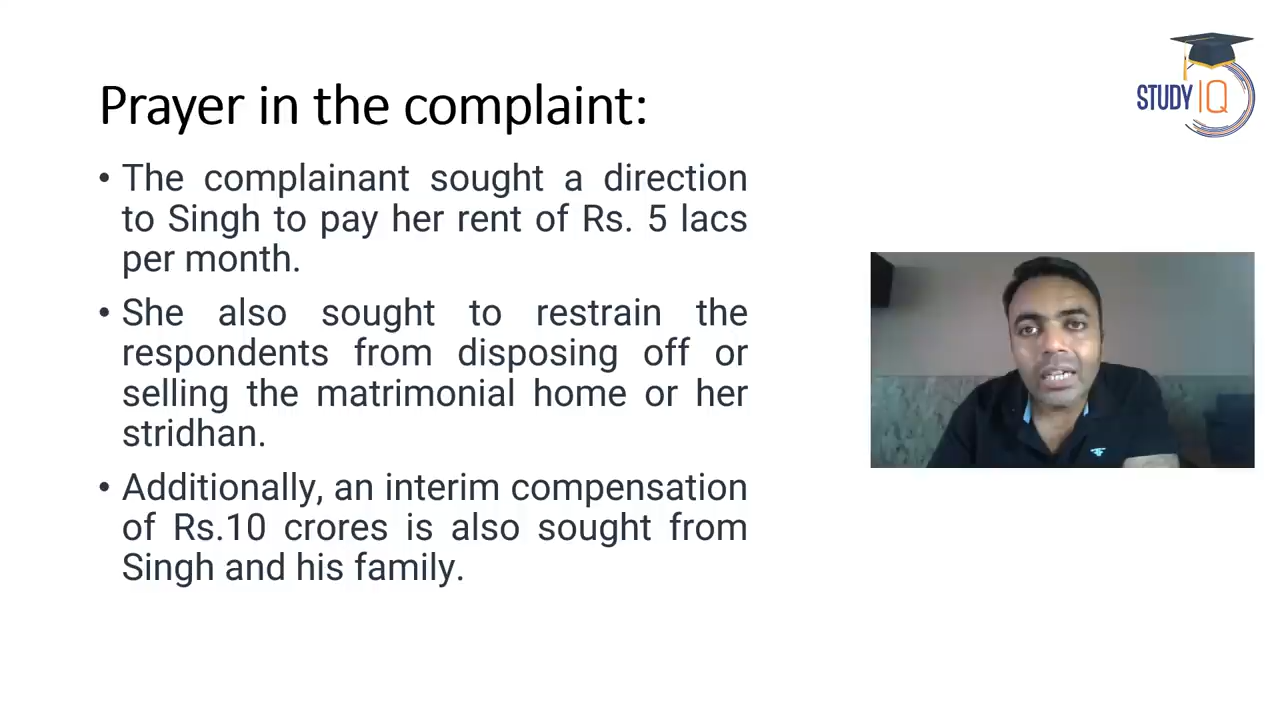 STUDY IQ
Prayer in the complaint:
• The complainant sought a direction
to Singh to pay her rent of Rs. 5 lacs
per month.
• She also sought to restrain the
respondents from disposing off or
selling the matrimonial home or her
stridhan.
• Additionally, an interim compensation
of Rs.10 crores is also sought from
Singh and his family.